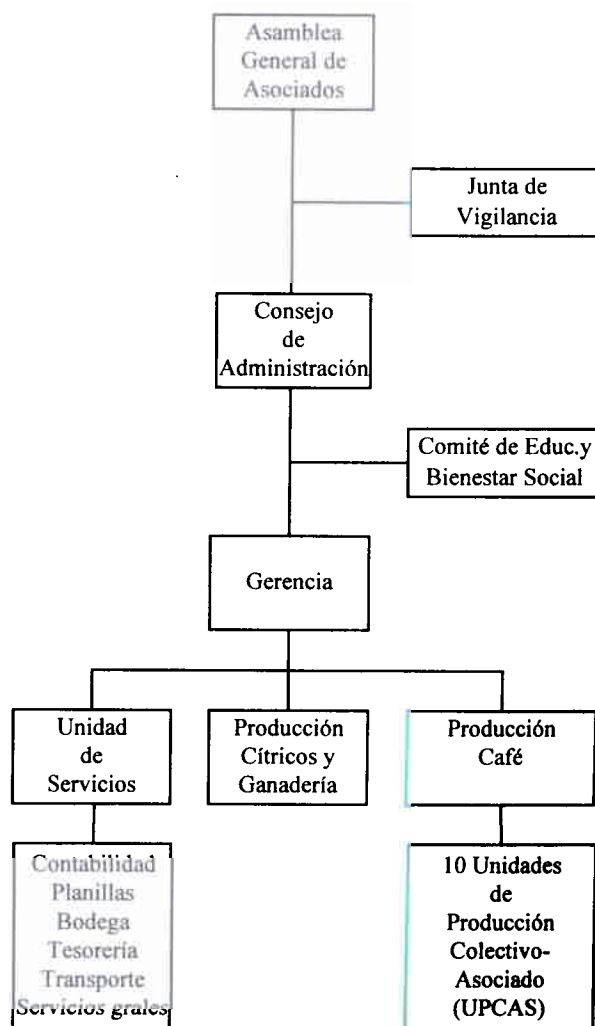 Asamblea
General de
Asociados
Junta de
Vigilancia
Consejo
de
Administración
Comité de Educ.y
Bienestar Social
Gerencia
Unidad
de
Servicios
Producción
Cítricos y
Ganadería
Producción
Café
Contabilidad
Planillas
Bodega
Tesorería
Transporte
Servicios grales
10 Unidades
de
Producción
Colectivo-
Asociado
(UPCAS)